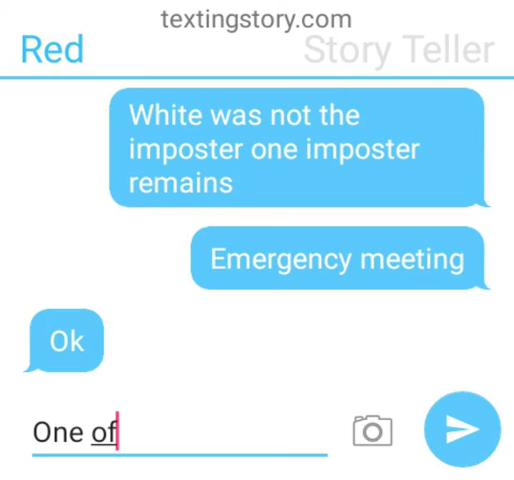 textingstory.com
Red
Story Teller
White was not the
imposter one imposter
remains
Emergency meeting
Ok
One of